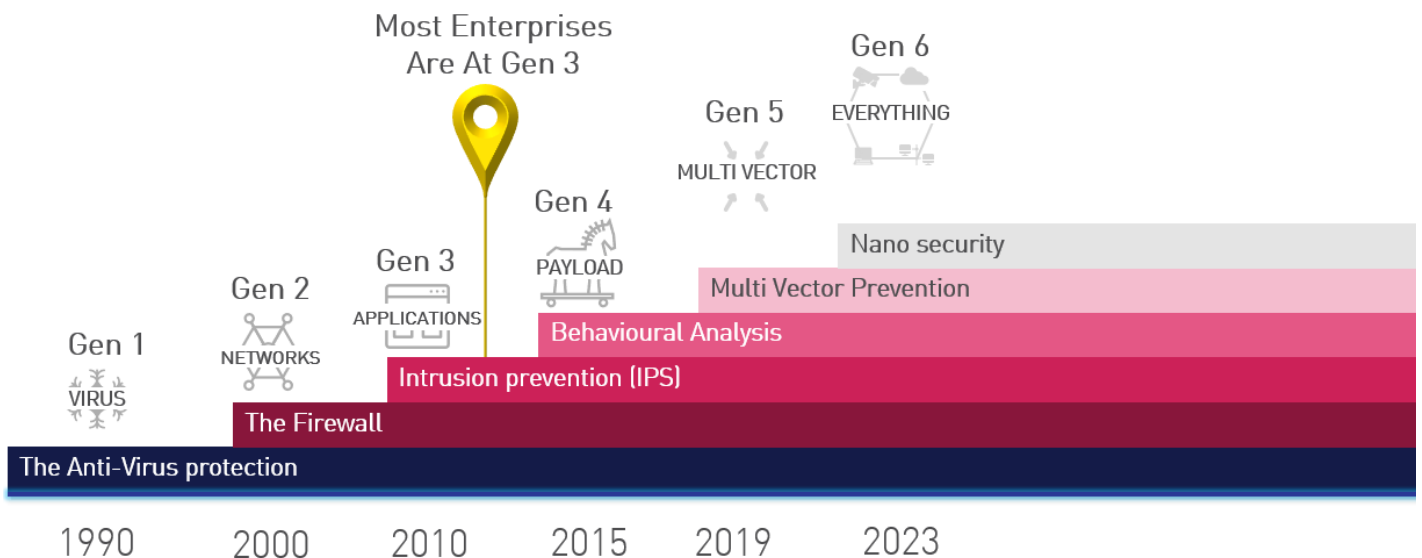 Most Enterprises
Are At Gen 3
Gen 6
EVERYTHING
Gen 5
MULTI VECTOR
Gen 4
PAYLOAD
Gen 3
APPLICATIONS
Gen 2
NETWORKS
Gen 1
VIRUS
Nano security
Multi Vector Prevention
Behavioural Analysis
Intrusion prevention (IPS)
The Firewall
The Anti-Virus protection
1990 2000 2010 2015 2019 2023